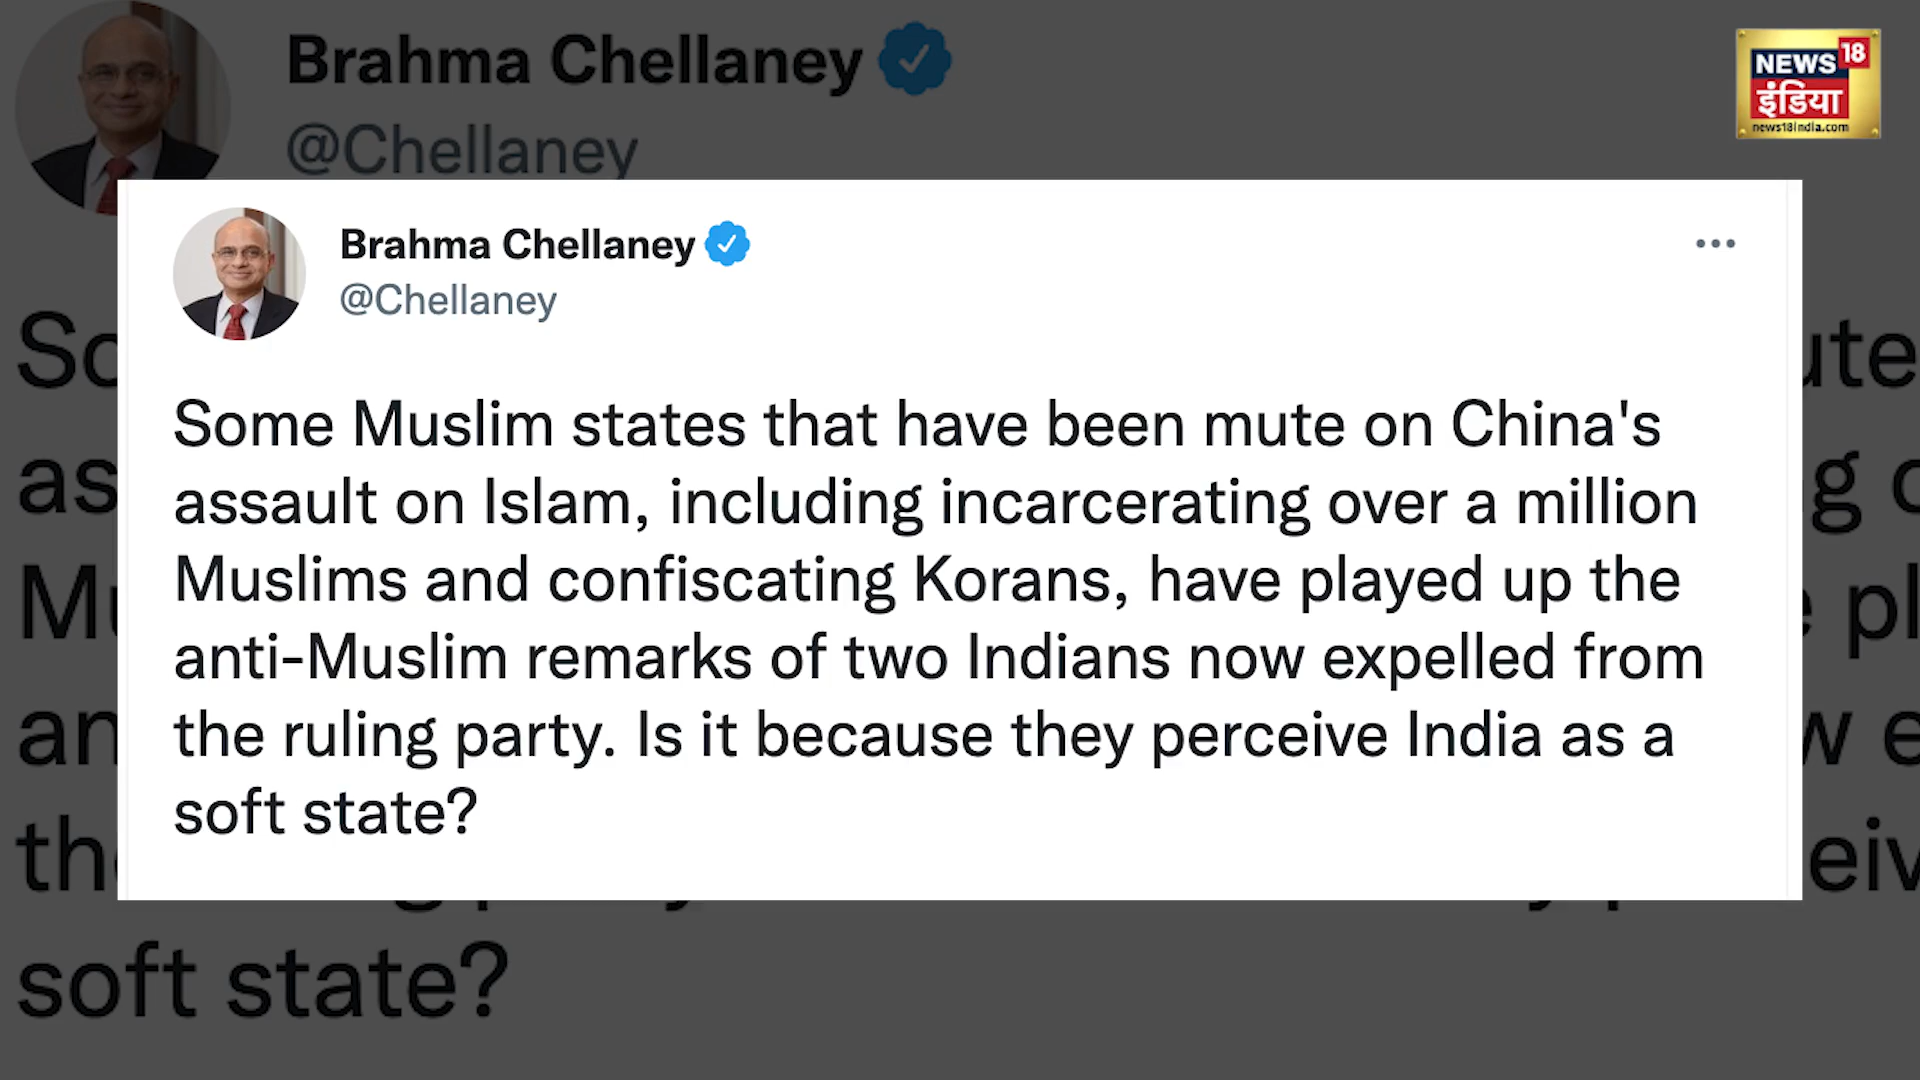 Brahma Chellaney
@Chellaney
NEWS 18
इंडिया
news18india.com
Brahma Chellaney
@Chellaney
Some Muslim states that have been mute on China's
assault on Islam, including incarcerating over a million
Muslims and confiscating Korans, have played up the
anti-Muslim remarks of two Indians now expelled from
the ruling party. Is it because they perceive India as a
soft state?
soft state?